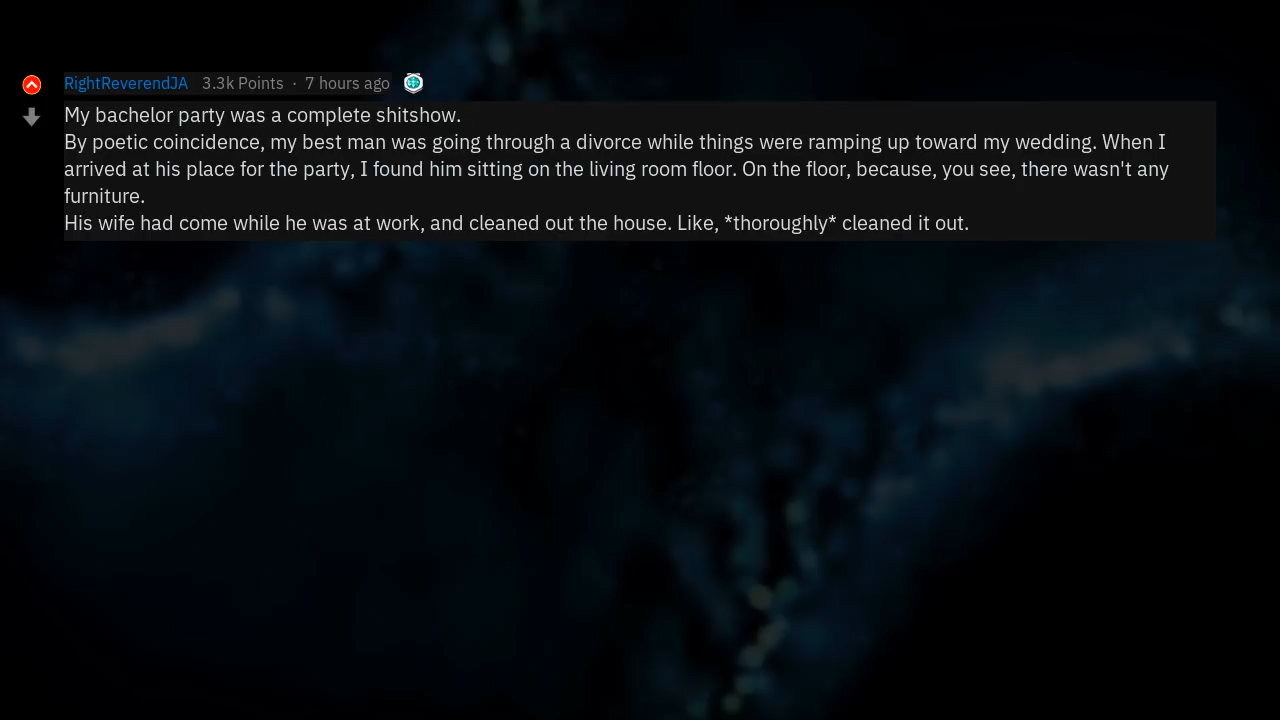 RightReverendJA 3.3k Points · 7 hours ago
My bachelor party was a complete shitshow.
By poetic coincidence, my best man was going through a divorce while things were ramping up toward my wedding. When I
arrived at his place for the party, I found him sitting on the living room floor. On the floor, because, you see, there wasn't any
furniture.
His wife had come while he was at work, and cleaned out the house. Like, *thoroughly* cleaned it out.